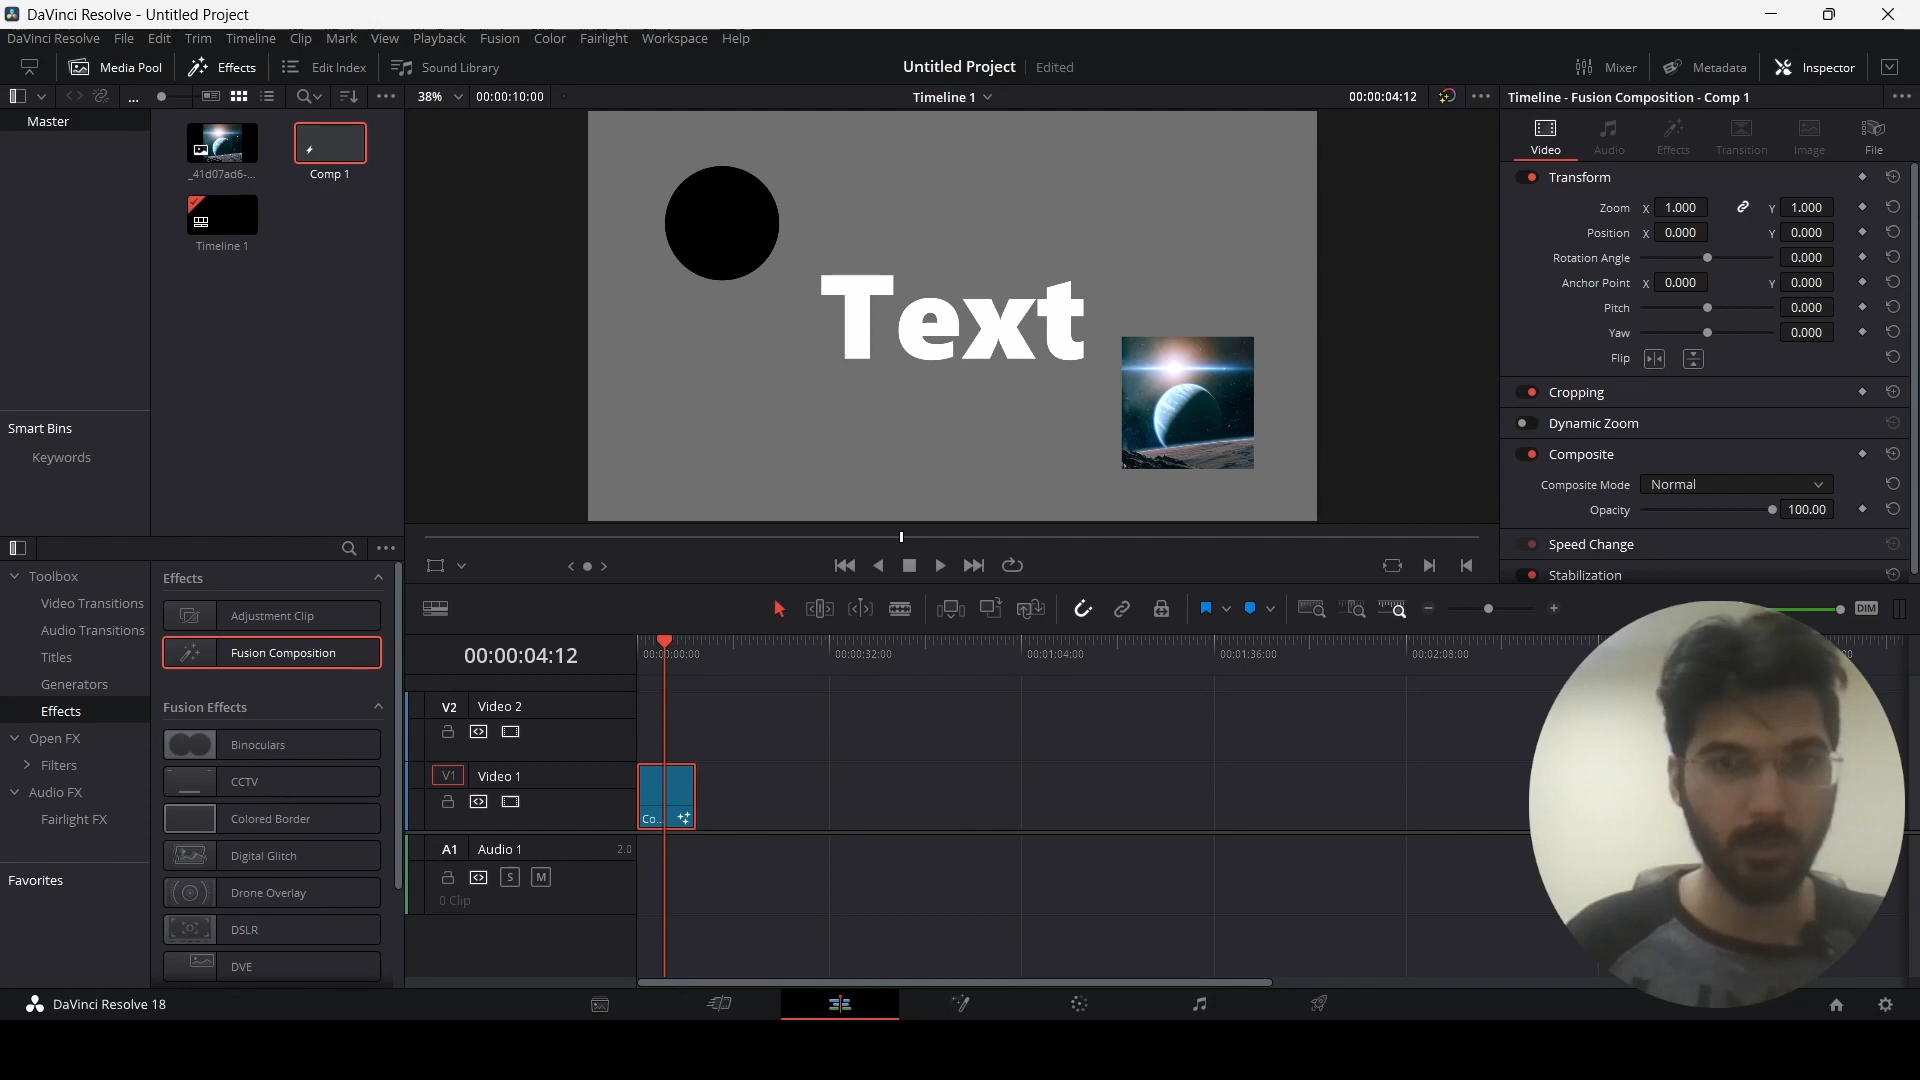 DaVinci Resolve - Untitled Project
DaVinci Resolve File Edit Trim Timeline Clip Mark View Playback Fusion Color Fairlight Workspace Help
Media Pool Effects Edit Index Sound Library Untitled Project Edited Mixer Metadata Inspector
38% 00:00:10:00 Timeline 1 00:00:04:12 Timeline - Fusion Composition - Comp 1
Master
_41d07ad6-... Comp 1
Timeline 1
Smart Bins
Keywords
Text
Video Audio Effects Transition Image File
Transform
Zoom X 1.000 Y 1.000
Position X 0.000 Y 0.000
Rotation Angle 0.000
Anchor Point X 0.000 Y 0.000
Pitch 0.000
Yaw 0.000
Flip
Cropping
Dynamic Zoom
Composite
Composite Mode Normal
Opacity 100.00
Speed Change
Stabilization
Toolbox
Video Transitions
Audio Transitions
Titles
Generators
Effects
Open FX
Filters
Audio FX
Fairlight FX
Favorites
Effects
Adjustment Clip
Fusion Composition
Fusion Effects
Binoculars
CCTV
Colored Border
Digital Glitch
Drone Overlay
DSLR
DVE
DIM
00:00:04:12 00:00:00:00 00:00:32:00 00:01:04:00 00:01:36:00 00:02:08:00
V2 Video 2
V1 Video 1
Co...
A1 Audio 1 2.0
S M
0 Clip
DaVinci Resolve 18